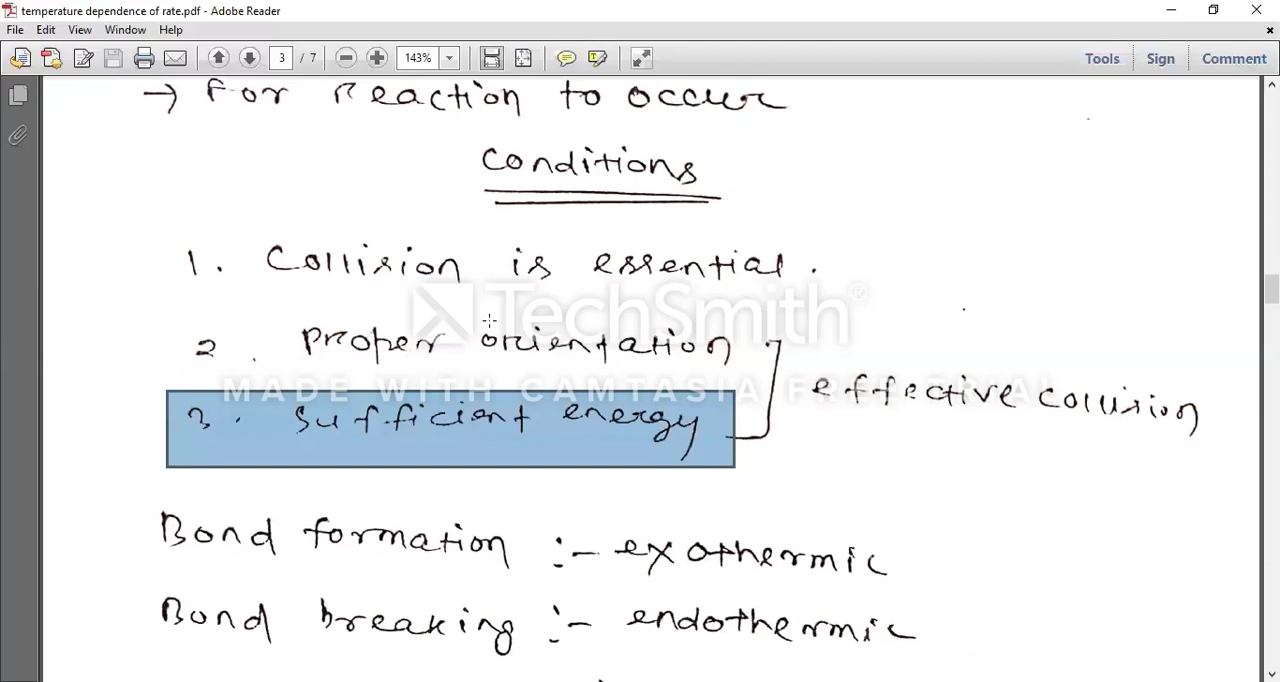 temperature dependence of rate.pdf - Adobe Reader
File Edit View Window Help
3 / 7 143% Tools Sign Comment
→ For Reaction to occur
Conditions
1. Collision is essential.
TechSmith®
2. Proper orientation
MADE WITH CAMTASIA FREE TRIAL
3. Sufficient energy
effective collision
Bond formation :- exothermic
Bond breaking :- endothermic